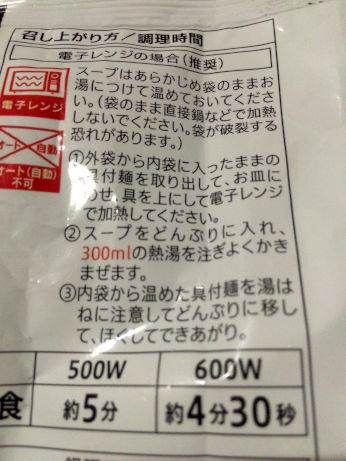 召し上がり方/調理時間
電子レンジの場合(推奨)
スープはあらかじめ袋のままお
湯につけて温めておいてくださ
い。(袋のまま直接鍋などで加熱
しないでください。袋が破裂する
恐れがあります。)
電子レンジ
オート 自動
オート(自動)
不可
①外袋から内袋に入ったままの
具付麺を取り出して、お皿に
のせ、具を上にして電子レンジ
で加熱してください。
②スープをどんぶりに入れ、
300mlの熱湯を注ぎよくかき
まぜます。
③内袋から温めた具付麺を湯は
ねに注意してどんぶりに移し
て、ほぐしてできあがり。
500W 600W
食 約5分 約4分30秒